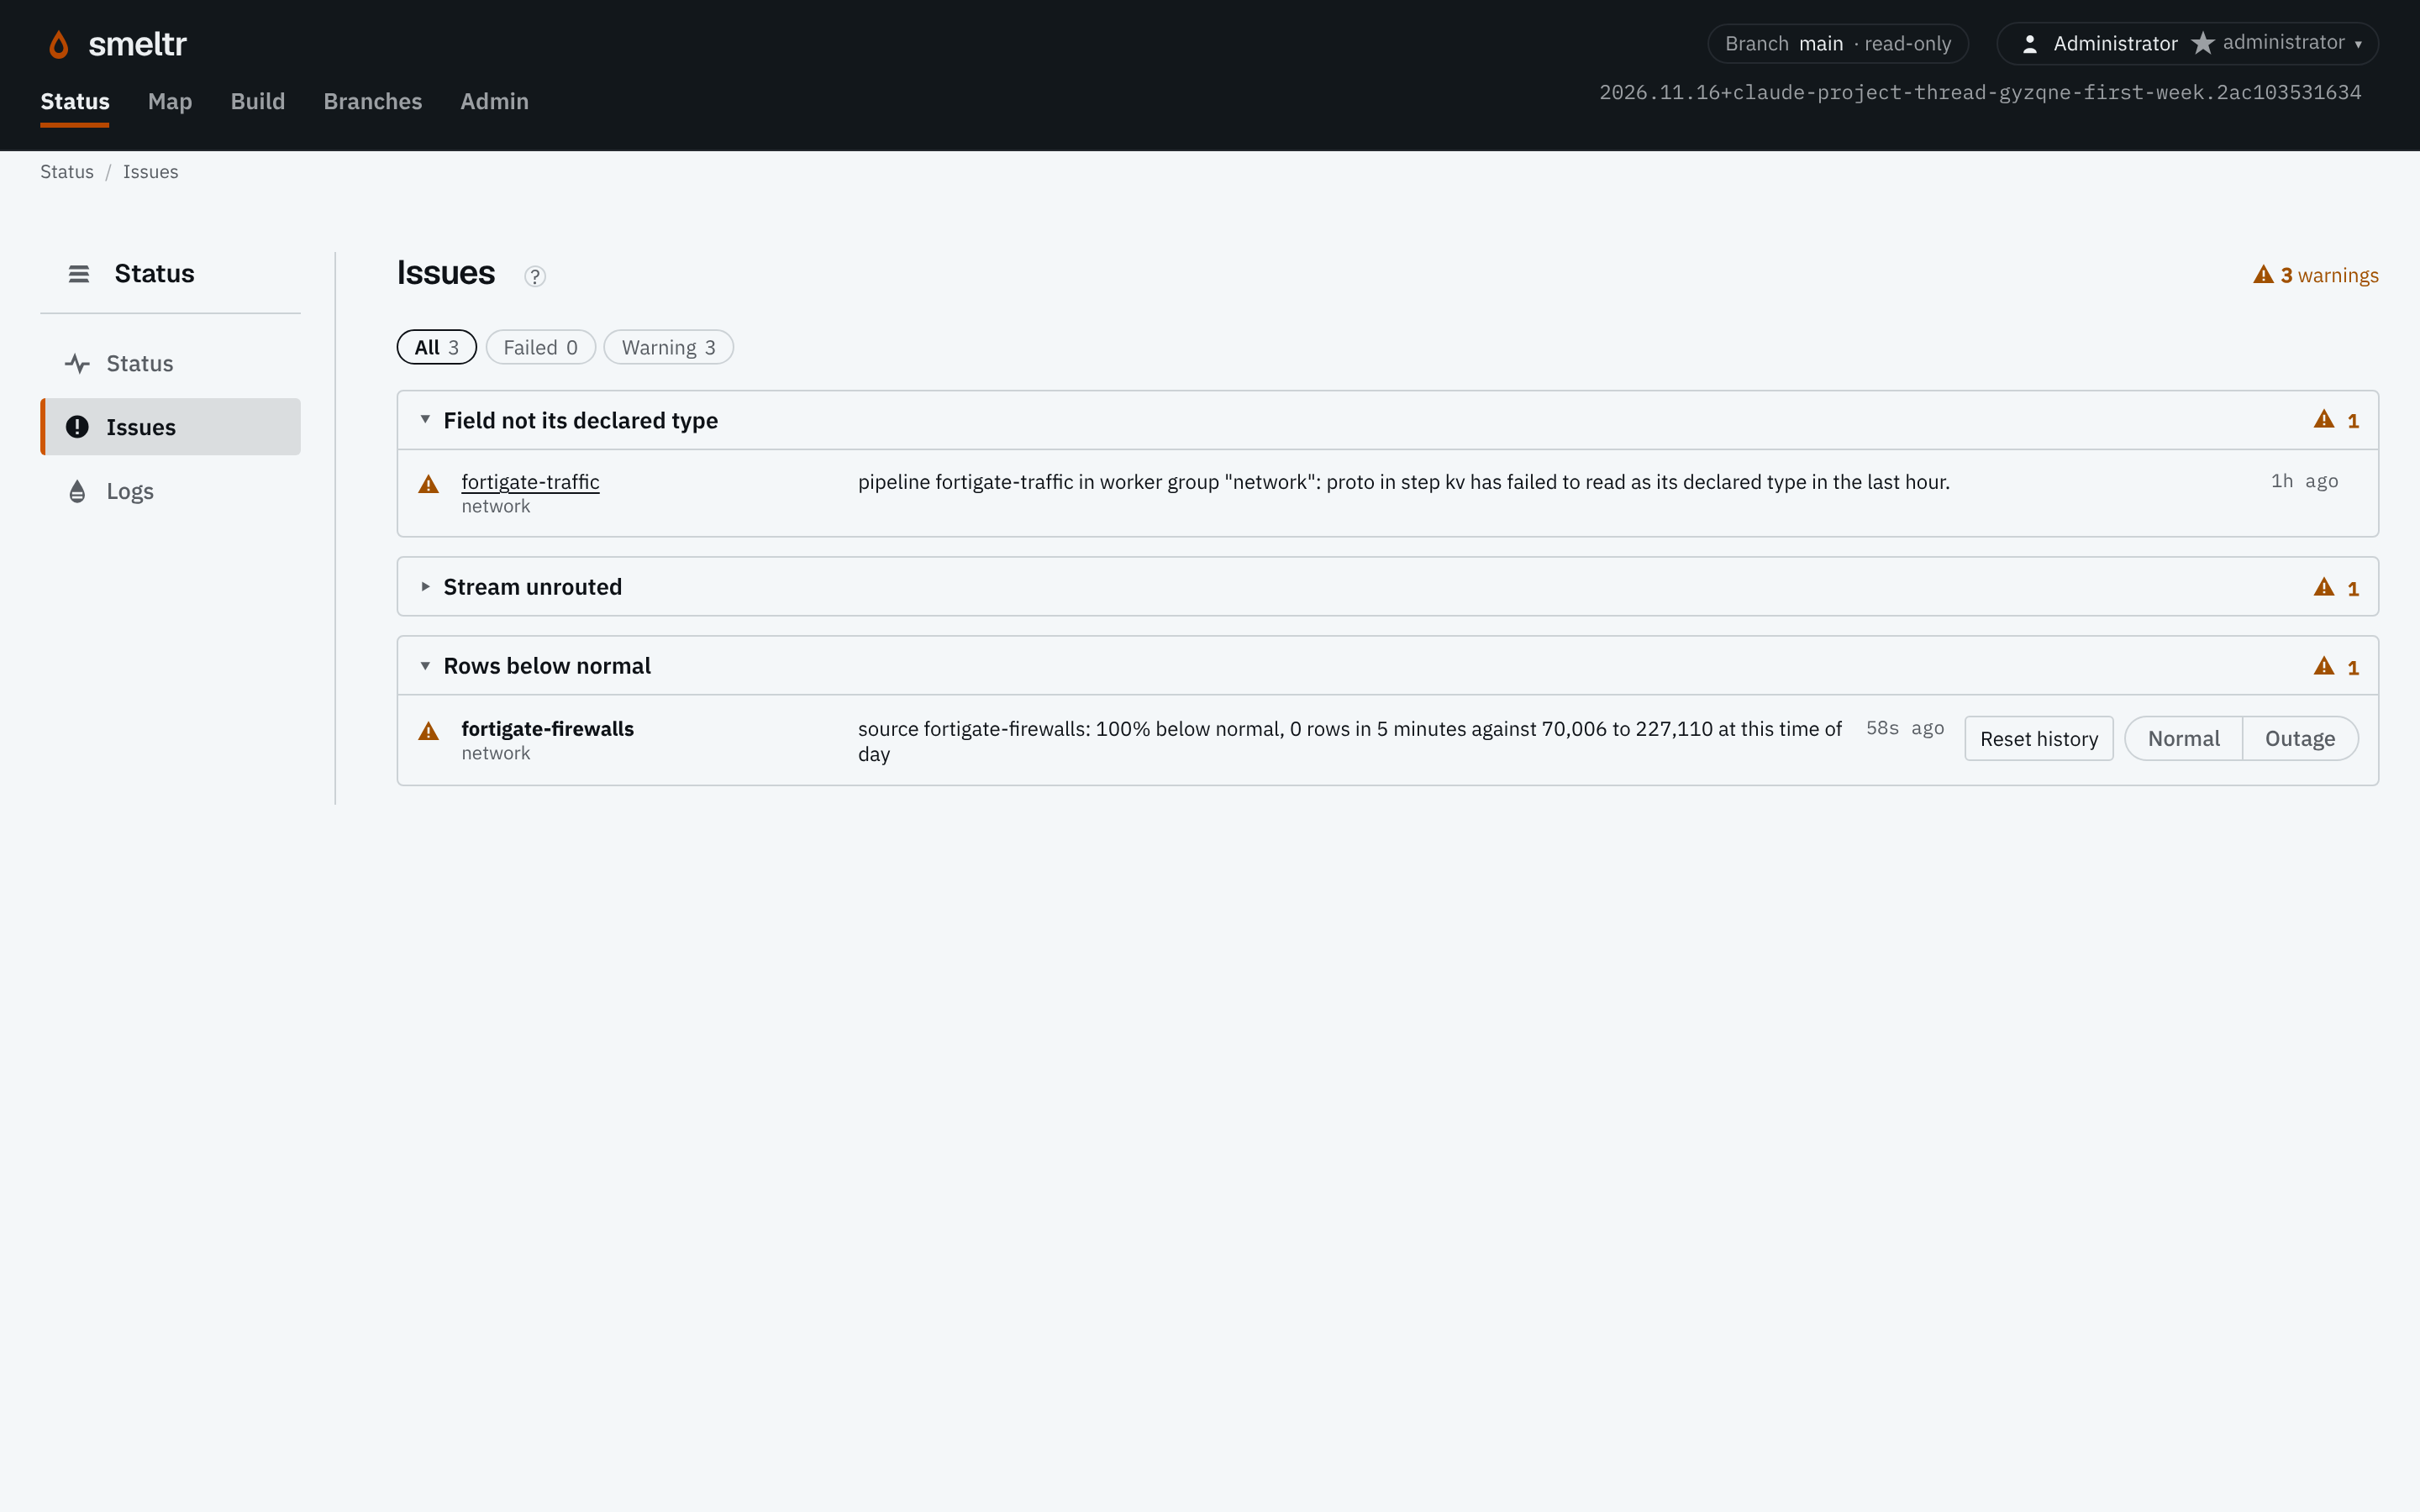 smeltr
Branch main · read-only
Administrator ★ administrator ▾
Status Map Build Branches Admin
2026.11.16+claude-project-thread-gyzqne-first-week.2ac103531634
Status / Issues
Status
Status
Issues
Logs
Issues ?
3 warnings
All 3
Failed 0
Warning 3
Field not its declared type 1
fortigate-traffic
network
pipeline fortigate-traffic in worker group "network": proto in step kv has failed to read as its declared type in the last hour.
1h ago
Stream unrouted 1
Rows below normal 1
fortigate-firewalls
network
source fortigate-firewalls: 100% below normal, 0 rows in 5 minutes against 70,006 to 227,110 at this time of
day
58s ago
Reset history
Normal
Outage